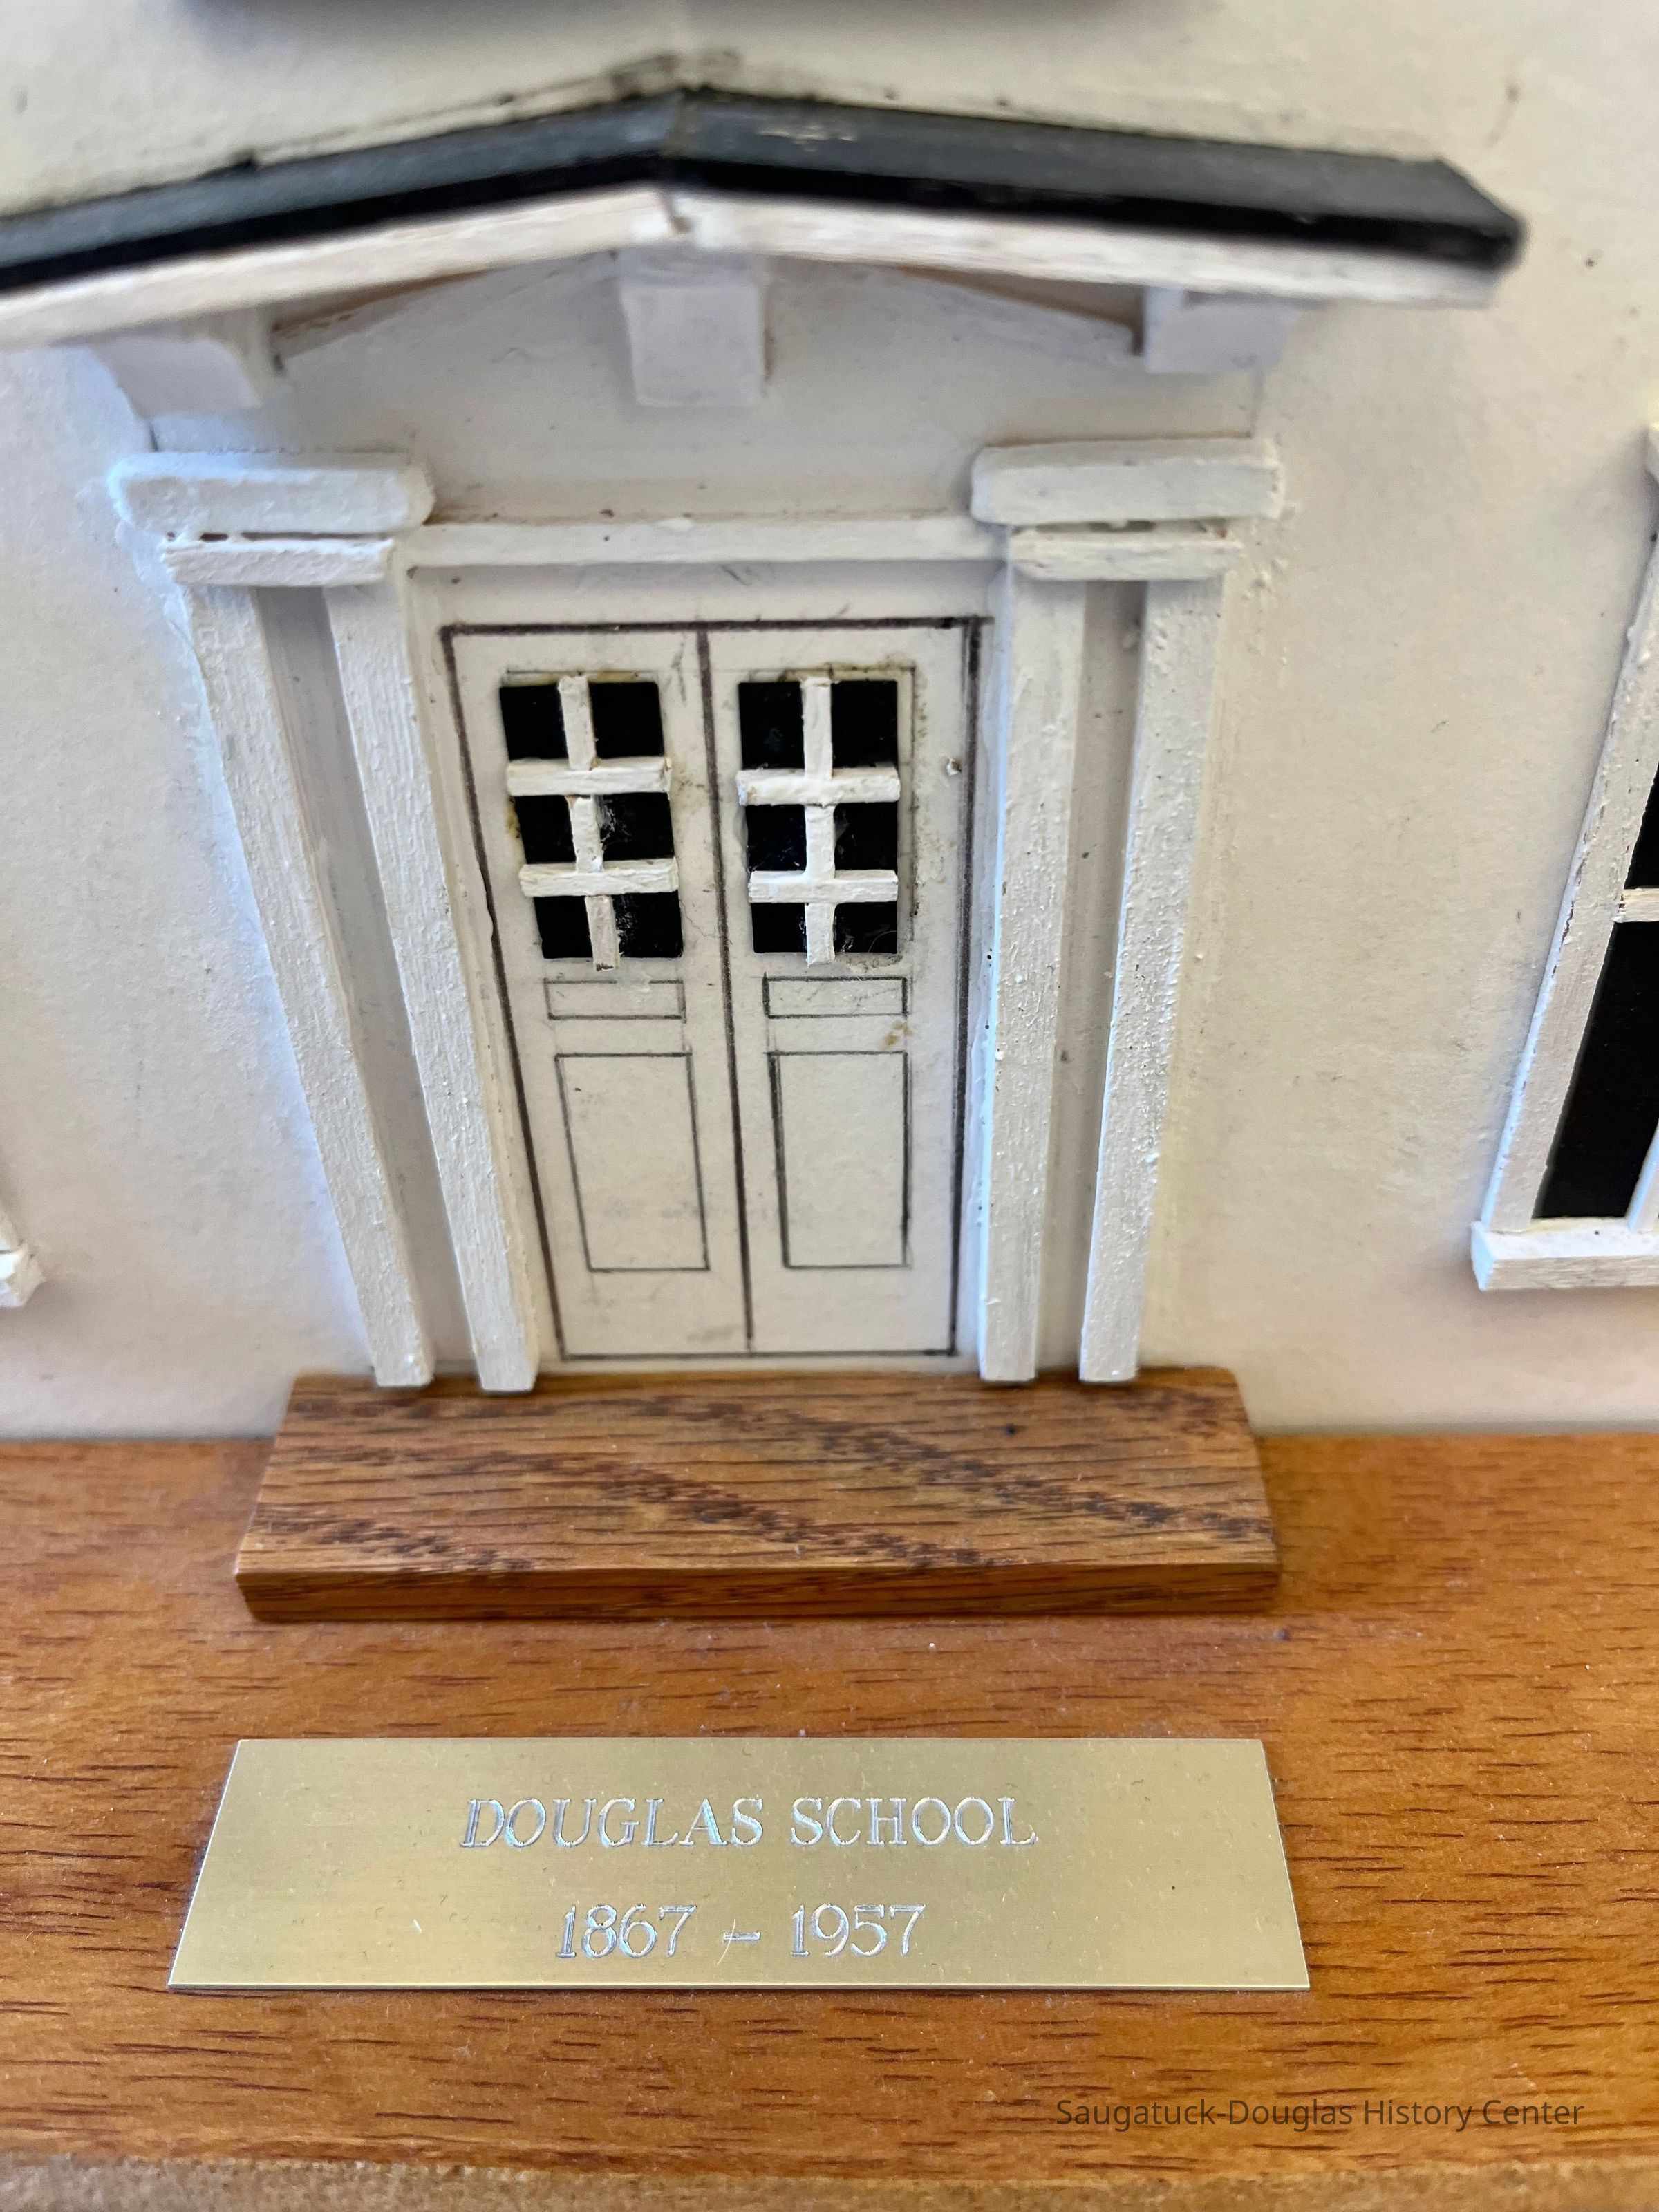 DOUGLAS SCHOOL
1867 – 1957
Saugatuck-Douglas History Center